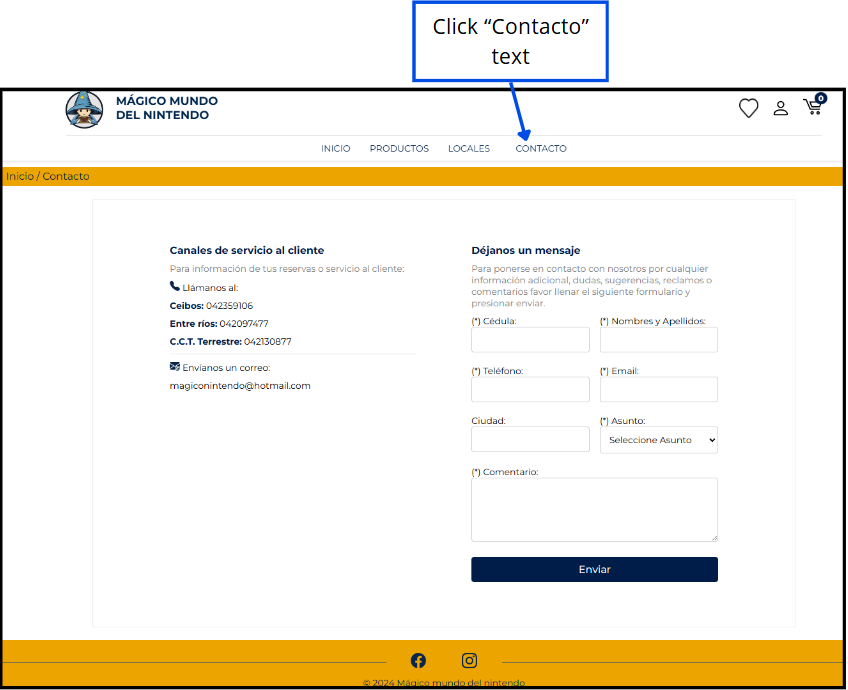 Click “Contacto”
text
MÁGICO MUNDO
DEL NINTENDO
0
INICIO PRODUCTOS LOCALES CONTACTO
Inicio / Contacto
Canales de servicio al cliente
Para información de tus reservas o servicio al cliente:
Llámanos al:
Ceibos: 042359106
Entre ríos: 042097477
C.C.T. Terrestre: 042130877
Envíanos un correo:
magiconintendo@hotmail.com
Déjanos un mensaje
Para ponerse en contacto con nosotros por cualquier
información adicional, dudas, sugerencias, reclamos o
comentarios favor llenar el siguiente formulario y
presionar enviar.
(*) Cédula: (*) Nombres y Apellidos:
(*) Teléfono: (*) Email:
Ciudad: (*) Asunto:
Seleccione Asunto
(*) Comentario:
Enviar
© 2024 Mágico mundo del nintendo